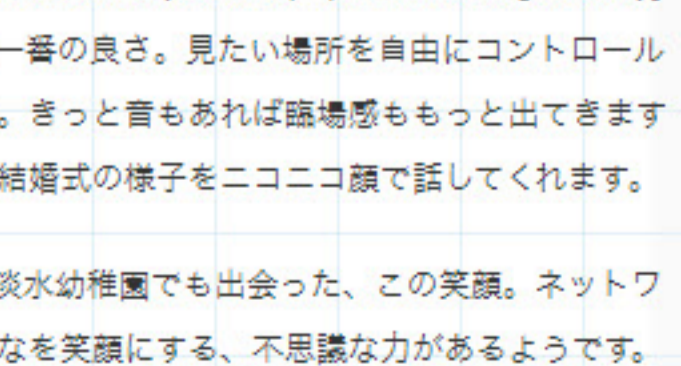 一番の良さ。見たい場所を自由にコントロール
。きっと音もあれば臨場感ももっと出てきます
結婚式の様子をニコニコ顔で話してくれます。
淡水幼稚園でも出会った、この笑顔。ネットワ
なを笑顔にする、不思議な力があるようです。